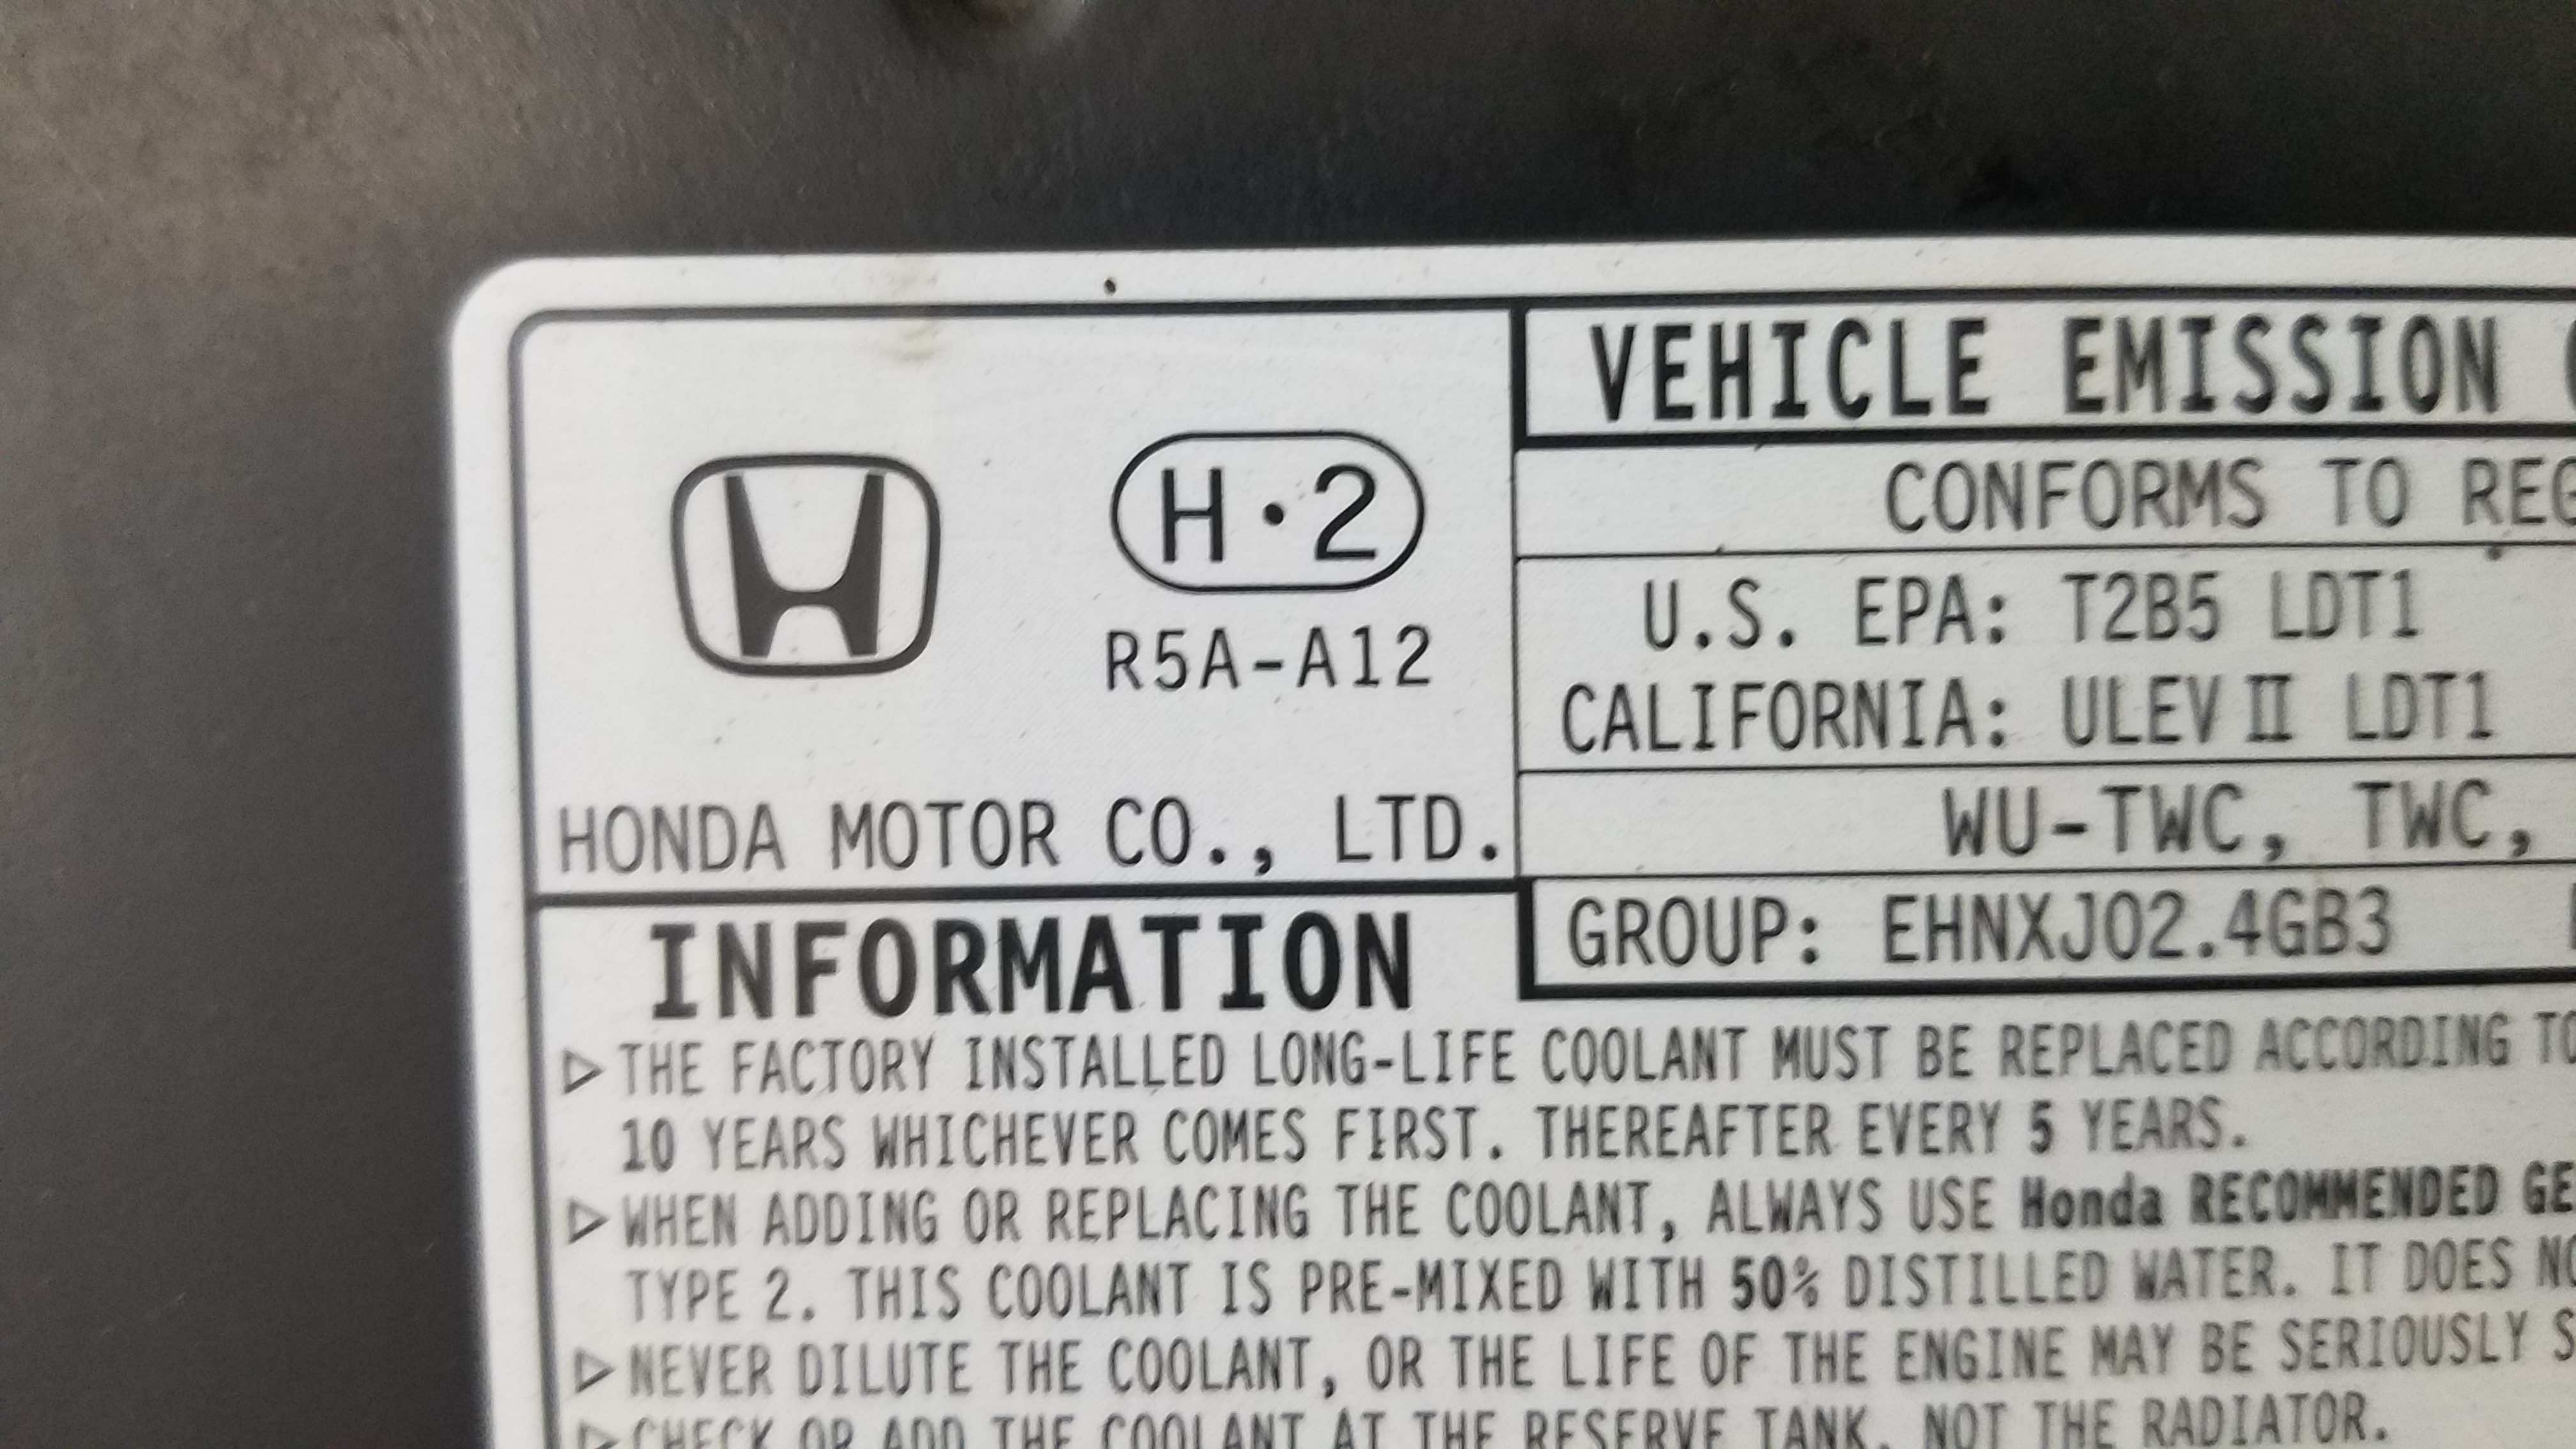 VEHICLE EMISSION
H·2
CONFORMS TO
R5A-A12
U.S. EPA: T2B5 LDT1
CALIFORNIA: ULEV II LDT1
HONDA MOTOR CO., LTD.
WU-TWC, TWC,
GROUP: EHNXJ02.4GB3
INFORMATION
▷THE FACTORY INSTALLED LONG-LIFE COOLANT MUST BE REPLACED ACCORDING TO
10 YEARS WHICHEVER COMES FIRST. THEREAFTER EVERY 5 YEARS.
▷WHEN ADDING OR REPLACING THE COOLANT, ALWAYS USE Honda RECOMMENDED
TYPE 2. THIS COOLANT IS PRE-MIXED WITH 50% DISTILLED WATER. IT DOES
▷NEVER DILUTE THE COOLANT, OR THE LIFE OF THE ENGINE MAY BE SERIOUSLY
▷CHECK OR ADD THE COOLANT AT THE RESERVE TANK, NOT THE RADIATOR.